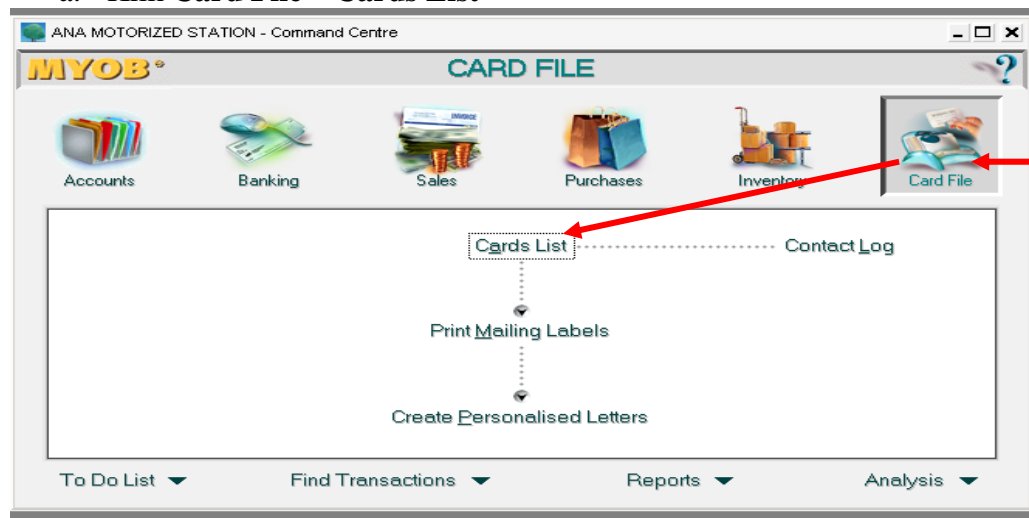 ANA MOTORIZED STATION - Command Centre
MYOB®
CARD FILE
?
Accounts
Banking
Sales
Purchases
Inventory
Card File
Cards List
Contact Log
Print Mailing Labels
Create Personalised Letters
To Do List
Find Transactions
Reports
Analysis